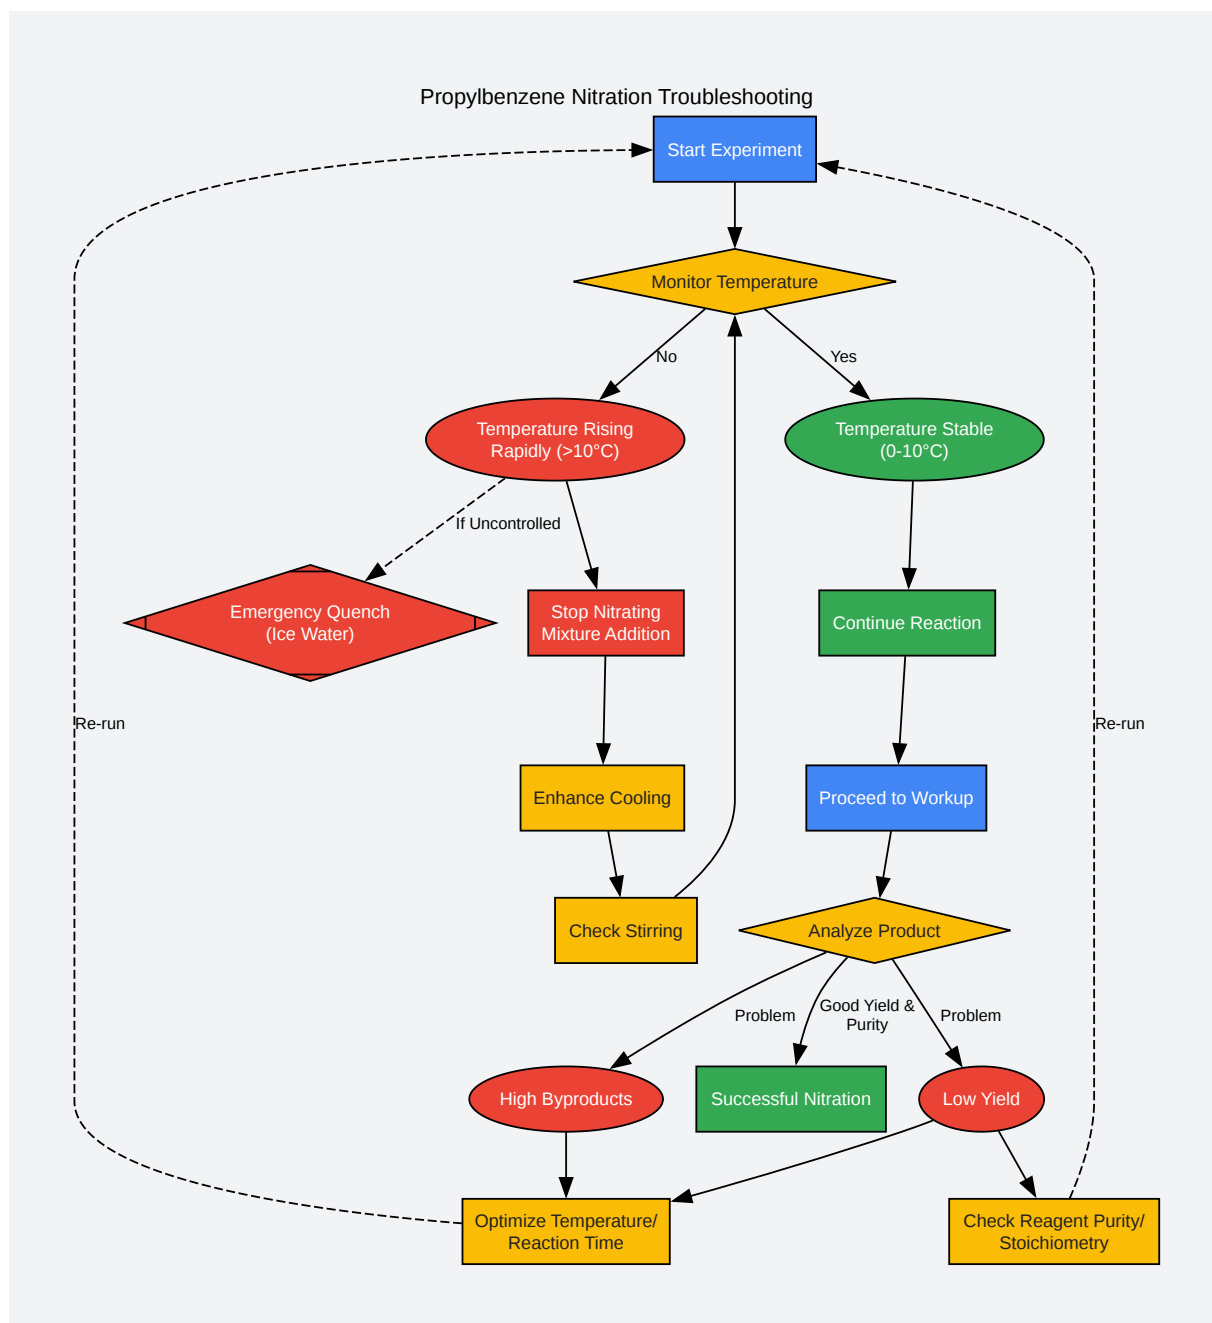 Propylbenzene Nitration Troubleshooting
Start Experiment
Monitor Temperature
No
Yes
Temperature Rising
Rapidly (>10°C)
Temperature Stable
(0-10°C)
If Uncontrolled
Emergency Quench
(Ice Water)
Stop Nitrating
Mixture Addition
Continue Reaction
Re-run
Re-run
Enhance Cooling
Proceed to Workup
Check Stirring
Analyze Product
Problem
Good Yield &
Purity
Problem
High Byproducts
Successful Nitration
Low Yield
Optimize Temperature/
Reaction Time
Check Reagent Purity/
Stoichiometry